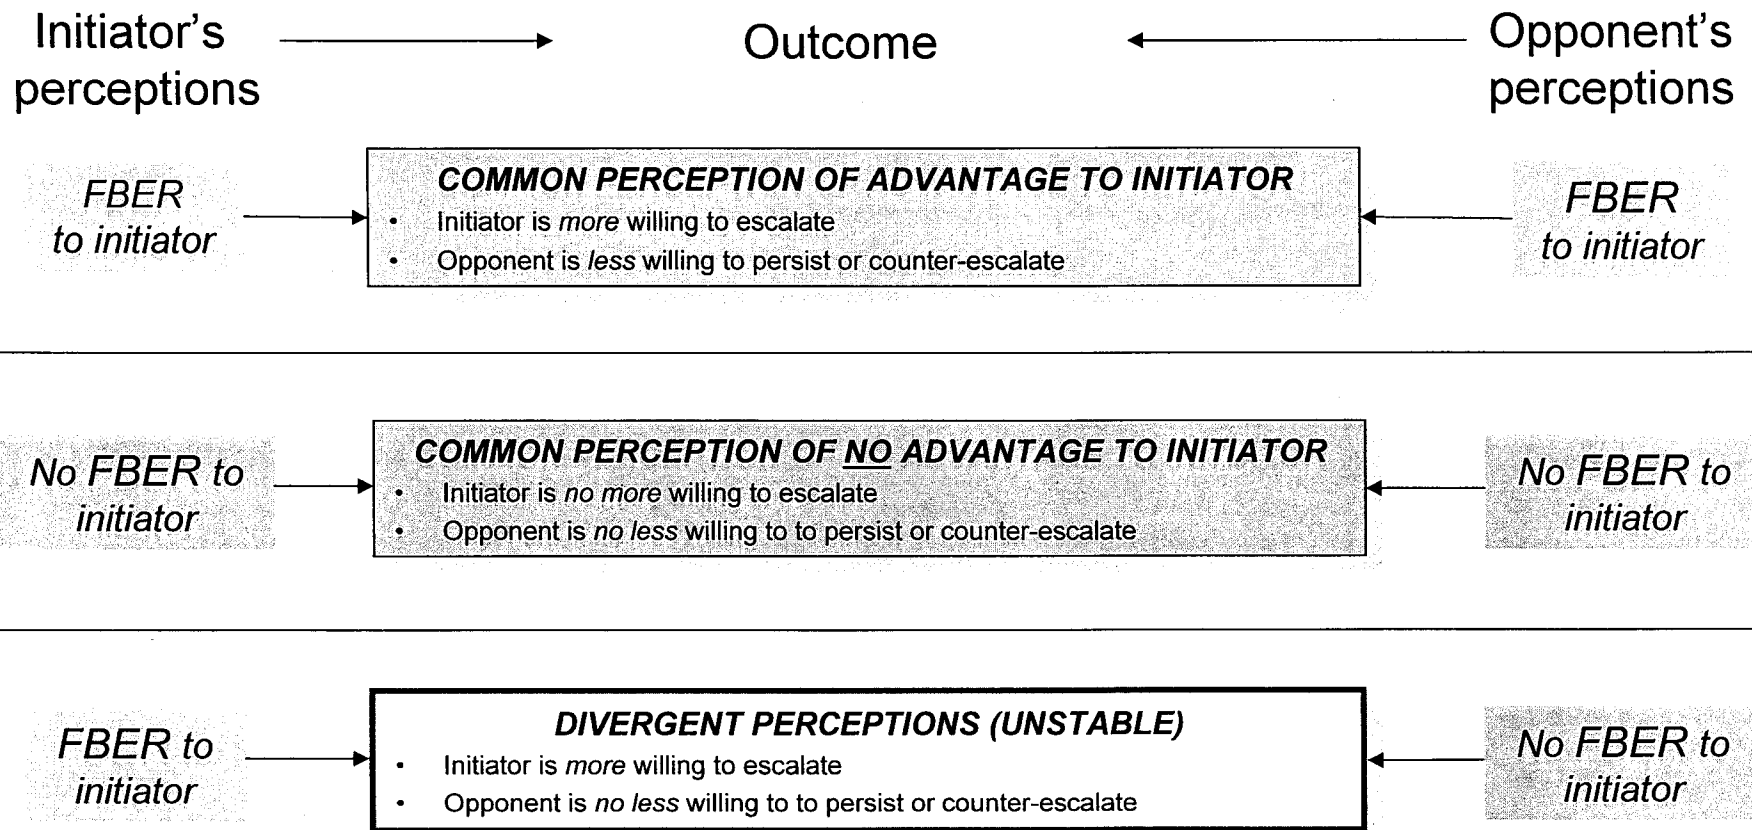 Initiator's
perceptions
Outcome
Opponent's
perceptions
FBER
to initiator
COMMON PERCEPTION OF ADVANTAGE TO INITIATOR
• Initiator is more willing to escalate
• Opponent is less willing to persist or counter-escalate
FBER
to initiator
No FBER to
initiator
COMMON PERCEPTION OF NO ADVANTAGE TO INITIATOR
• Initiator is no more willing to escalate
• Opponent is no less willing to to persist or counter-escalate
No FBER to
initiator
FBER to
initiator
DIVERGENT PERCEPTIONS (UNSTABLE)
• Initiator is more willing to escalate
• Opponent is no less willing to to persist or counter-escalate
No FBER to
initiator